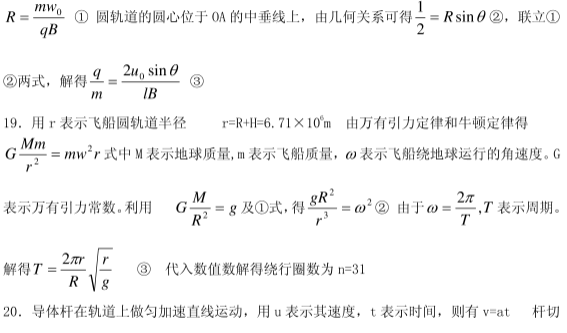 R = mw₀/qB ① 圆轨道的圆心位于 OA 的中垂线上，由几何关系可得 1/2 = R sin θ ②，联立①
②两式，解得 q/m = 2u₀ sin θ/lB ③
19．用 r 表示飞船圆轨道半径 r=R+H=6.71×10⁶m 由万有引力定律和牛顿定律得
G Mm/r² = mw²r 式中 M 表示地球质量,m 表示飞船质量，ω 表示飞船绕地球运行的角速度。G
表示万有引力常数。利用 G M/R² = g 及①式，得 gR²/r³ = ω² ② 由于 ω = 2π/T ,T 表示周期。
解得 T = 2πr/R √(r/g) ③ 代入数值数解得绕行圈数为 n=31
20．导体杆在轨道上做匀加速直线运动，用 u 表示其速度，t 表示时间，则有 v=at 杆切